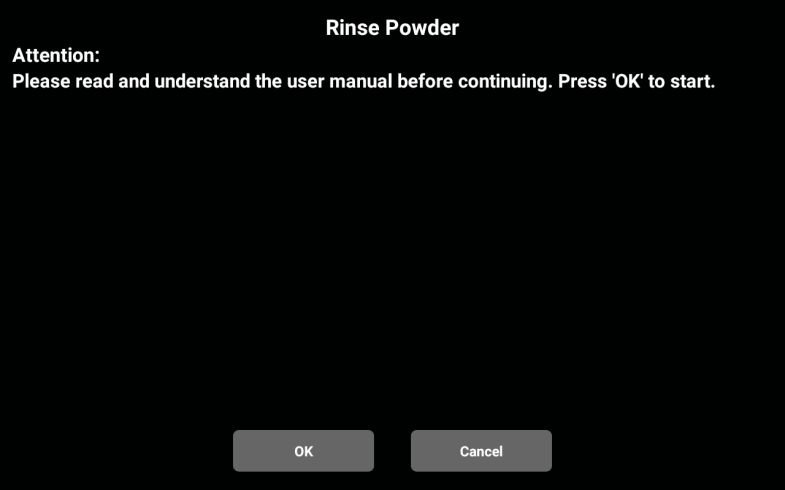 Rinse Powder
Attention:
Please read and understand the user manual before continuing. Press 'OK' to start.
OK
Cancel